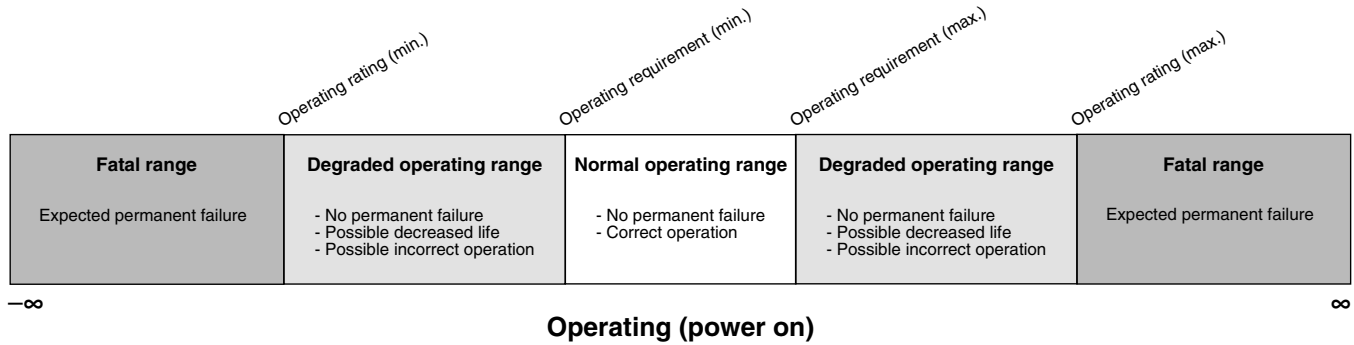 Operating rating (min.)
Operating requirement (min.)
Operating requirement (max.)
Operating rating (max.)
Fatal range
Expected permanent failure
Degraded operating range
- No permanent failure
- Possible decreased life
- Possible incorrect operation
Normal operating range
- No permanent failure
- Correct operation
Degraded operating range
- No permanent failure
- Possible decreased life
- Possible incorrect operation
Fatal range
Expected permanent failure
–∞
∞
Operating (power on)